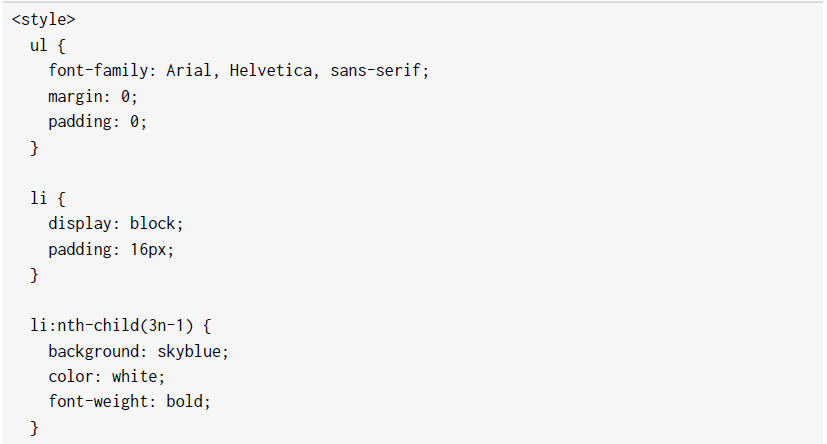 <style>
ul {
font-family: Arial, Helvetica, sans-serif;
margin: 0;
padding: 0;
}
li {
display: block;
padding: 16px;
}
li:nth-child(3n-1) {
background: skyblue;
color: white;
font-weight: bold;
}